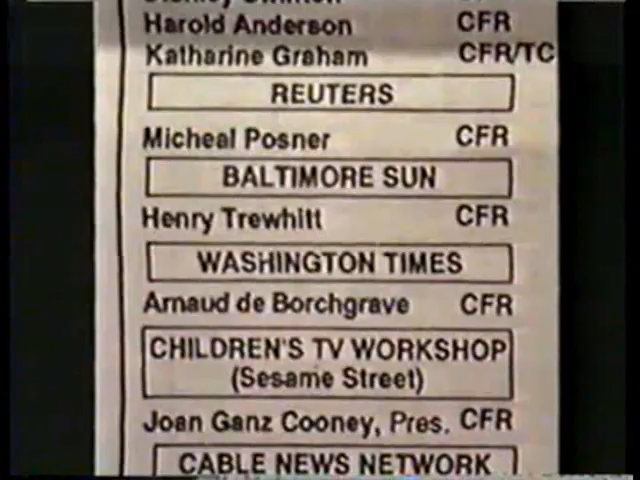 Harold Anderson CFR
Katharine Graham CFR/TC
REUTERS
Micheal Posner CFR
BALTIMORE SUN
Henry Trewhitt CFR
WASHINGTON TIMES
Arnaud de Borchgrave CFR
CHILDREN'S TV WORKSHOP
(Sesame Street)
Joan Ganz Cooney, Pres. CFR
CABLE NEWS NETWORK